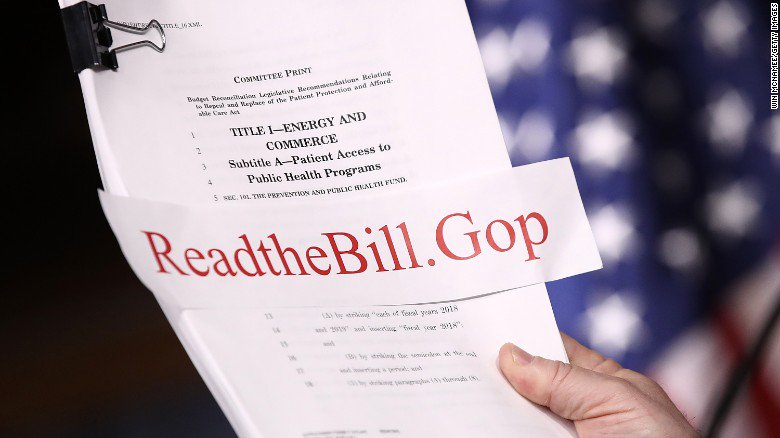 COMMITTEE PRINT
Budget Reconciliation Legislative Recommendations Relating
to Repeal and Replace of the Patient Protection and Afford-
able Care Act
1 TITLE I—ENERGY AND
2 COMMERCE
3 Subtitle A—Patient Access to
4 Public Health Programs
5 SEC. 101. THE PREVENTION AND PUBLIC HEALTH FUND.
ReadtheBill.Gop
13 (A) by striking "each of fiscal years 2018
14 and 2019" and inserting "fiscal year 2018";
15 and
16 (B) by striking the semicolon at the end
17 and inserting a period; and
18 (2) by striking paragraphs (4) through (8).
WIN MCNAMEE/GETTY IMAGES